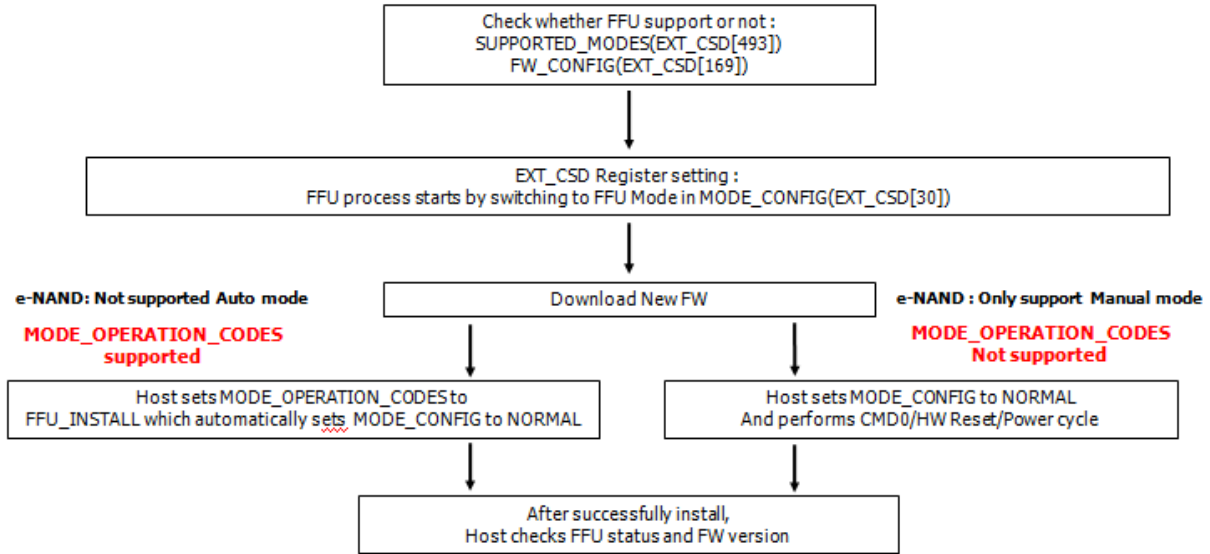 Check whether FFU support or not :
SUPPORTED_MODES(EXT_CSD[493])
FW_CONFIG(EXT_CSD[169])
EXT_CSD Register setting :
FFU process starts by switching to FFU Mode in MODE_CONFIG(EXT_CSD[30])
Download New FW
e-NAND: Not supported Auto mode
MODE_OPERATION_CODES
supported
e-NAND : Only support Manual mode
MODE_OPERATION_CODES
Not supported
Host sets MODE_OPERATION_CODES to
FFU_INSTALL which automatically sets MODE_CONFIG to NORMAL
Host sets MODE_CONFIG to NORMAL
And performs CMD0/HW Reset/Power cycle
After successfully install,
Host checks FFU status and FW version